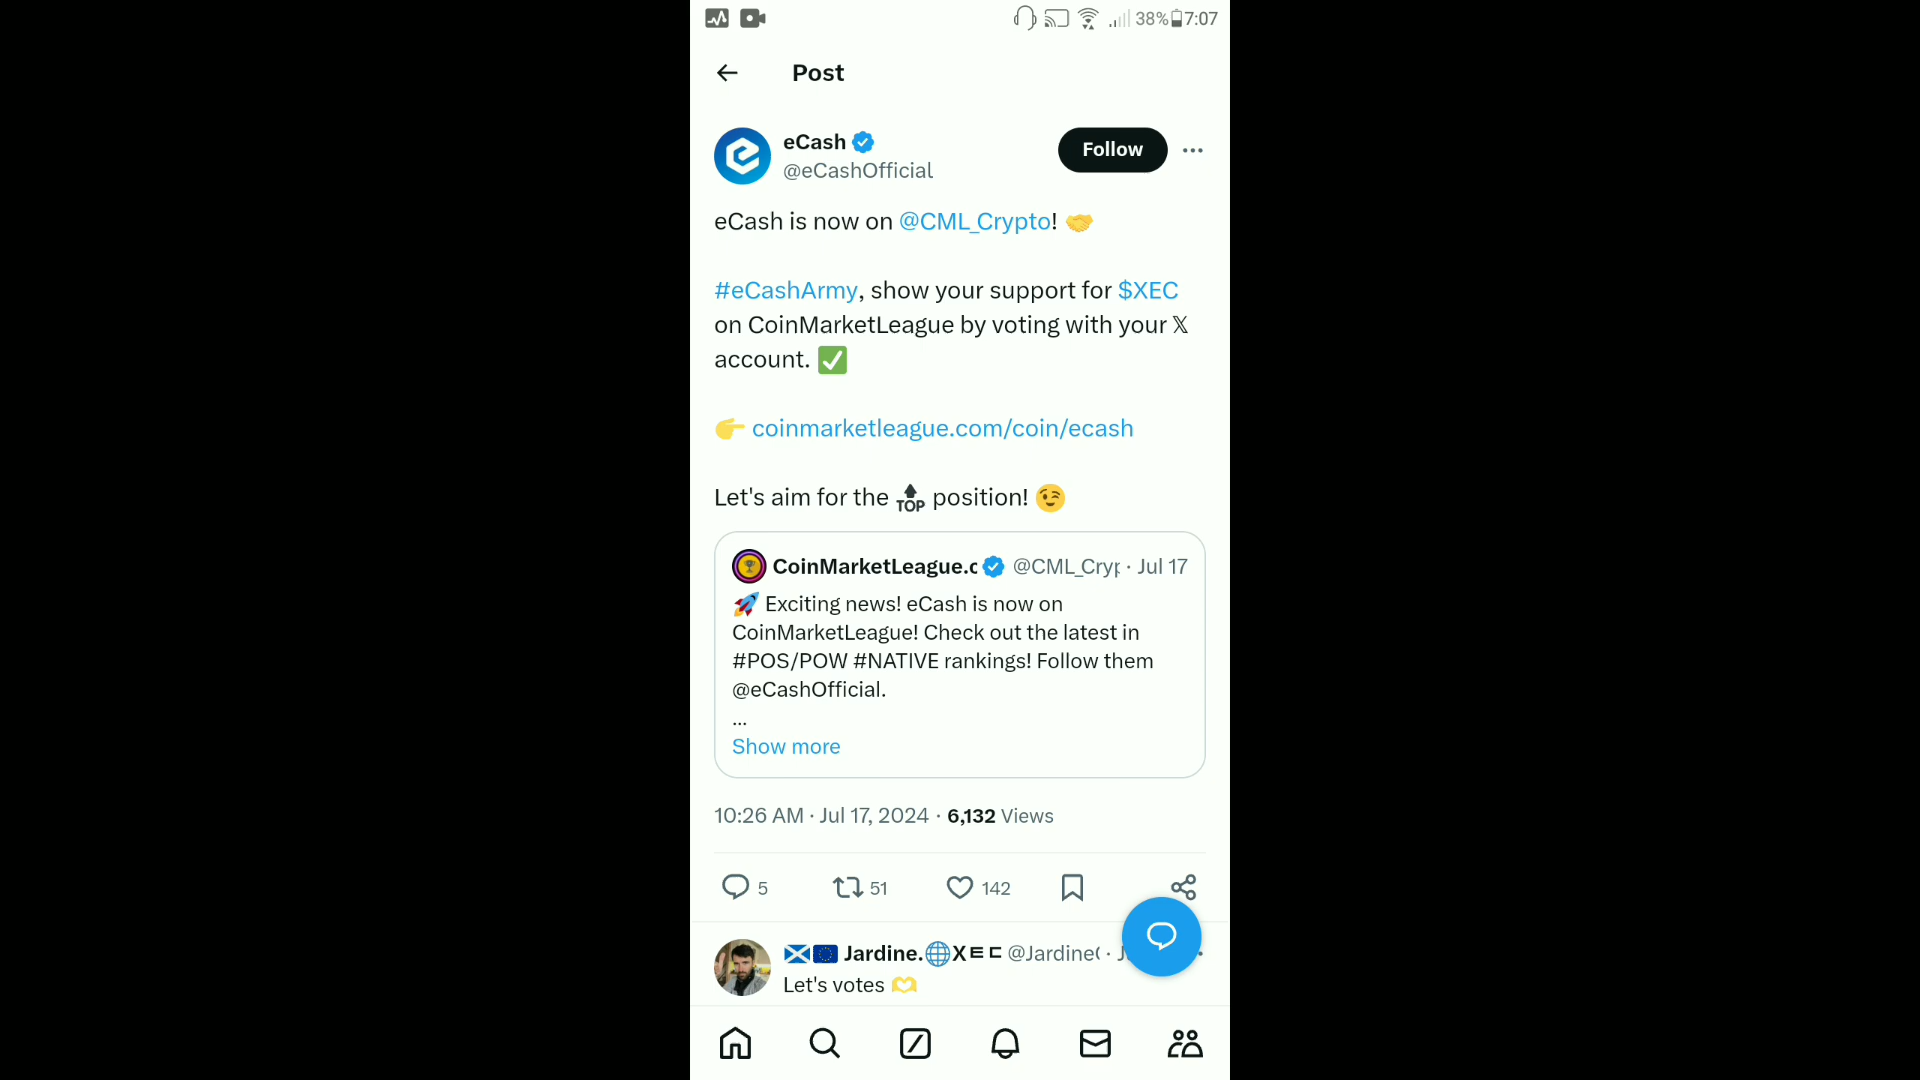 38% 7:07
Post
eCash
@eCashOfficial
Follow
eCash is now on @CML_Crypto! 🤝
#eCashArmy, show your support for $XEC
on CoinMarketLeague by voting with your 𝕏
account. ✅
👉 coinmarketleague.com/coin/ecash
Let's aim for the 🔝 position! 😉
CoinMarketLeague.c @CML_Cryp · Jul 17
🚀 Exciting news! eCash is now on
CoinMarketLeague! Check out the latest in
#POS/POW #NATIVE rankings! Follow them
@eCashOfficial.
...
Show more
10:26 AM · Jul 17, 2024 · 6,132 Views
5 51 142
🏴󠁧󠁢󠁳󠁣󠁴󠁿🇪🇺 Jardine.🌐Xㅌㄷ @Jardine ·
Let's votes 🫶